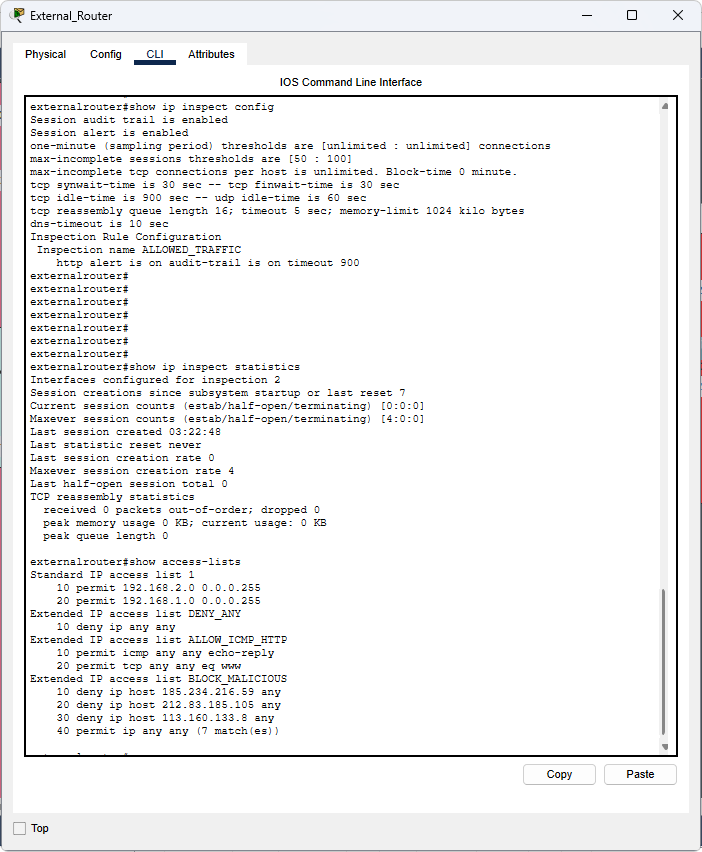 External_Router
Physical Config CLI Attributes
IOS Command Line Interface
externalrouter#show ip inspect config
Session audit trail is enabled
Session alert is enabled
one-minute (sampling period) thresholds are [unlimited : unlimited] connections
max-incomplete sessions thresholds are [50 : 100]
max-incomplete tcp connections per host is unlimited. Block-time 0 minute.
tcp synwait-time is 30 sec -- tcp finwait-time is 30 sec
tcp idle-time is 900 sec -- udp idle-time is 60 sec
tcp reassembly queue length 16; timeout 5 sec; memory-limit 1024 kilo bytes
dns-timeout is 10 sec
Inspection Rule Configuration
 Inspection name ALLOWED_TRAFFIC
    http alert is on audit-trail is on timeout 900
externalrouter#
externalrouter#
externalrouter#
externalrouter#
externalrouter#
externalrouter#
externalrouter#
externalrouter#show ip inspect statistics
Interfaces configured for inspection 2
Session creations since subsystem startup or last reset 7
Current session counts (estab/half-open/terminating) [0:0:0]
Maxever session counts (estab/half-open/terminating) [4:0:0]
Last session created 03:22:48
Last statistic reset never
Last session creation rate 0
Maxever session creation rate 4
Last half-open session total 0
TCP reassembly statistics
  received 0 packets out-of-order; dropped 0
  peak memory usage 0 KB; current usage: 0 KB
  peak queue length 0
externalrouter#show access-lists
Standard IP access list 1
    10 permit 192.168.2.0 0.0.0.255
    20 permit 192.168.1.0 0.0.0.255
Extended IP access list DENY_ANY
    10 deny ip any any
Extended IP access list ALLOW_ICMP_HTTP
    10 permit icmp any any echo-reply
    20 permit tcp any any eq www
Extended IP access list BLOCK_MALICIOUS
    10 deny ip host 185.234.216.59 any
    20 deny ip host 212.83.185.105 any
    30 deny ip host 113.160.133.8 any
    40 permit ip any any (7 match(es))
Copy Paste
Top